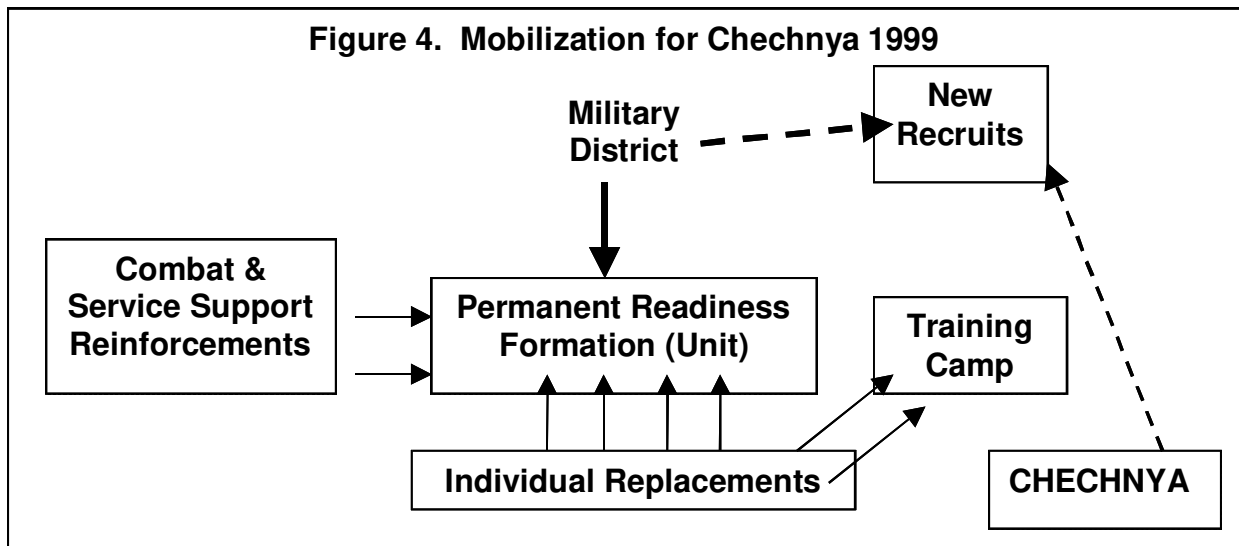 Figure 4. Mobilization for Chechnya 1999
Military
District
New
Recruits
Combat &
Service Support
Reinforcements
Permanent Readiness
Formation (Unit)
Training
Camp
Individual Replacements
CHECHNYA